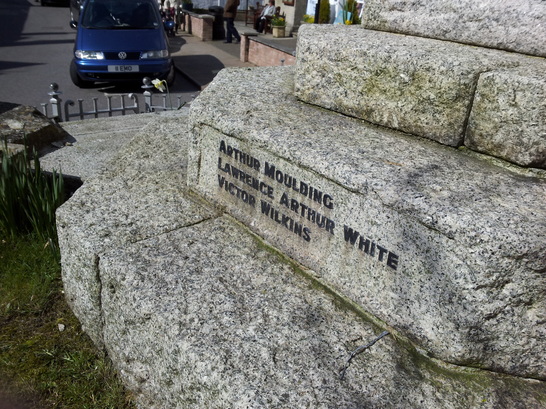 ARTHUR MOULDING
LAWRENCE ARTHUR WHITE
VICTOR WILKINS